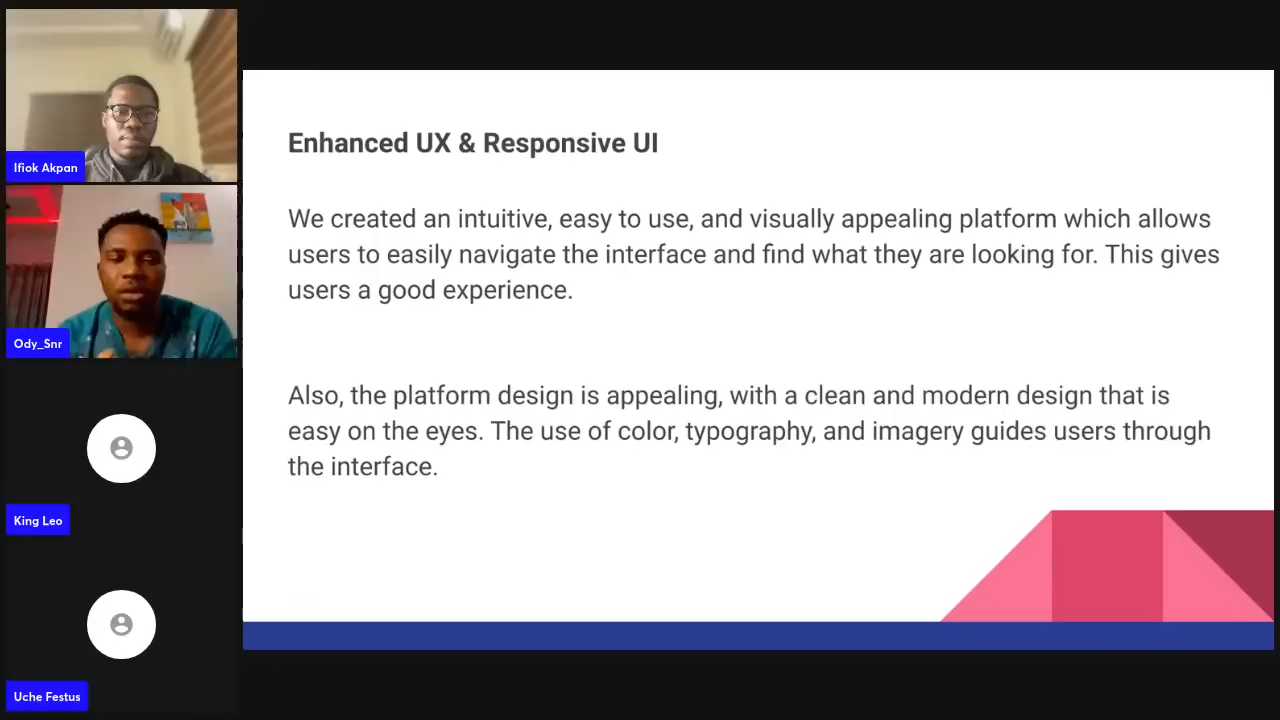 Ifiok Akpan
Ody_Snr
King Leo
Uche Festus
Enhanced UX & Responsive UI
We created an intuitive, easy to use, and visually appealing platform which allows
users to easily navigate the interface and find what they are looking for. This gives
users a good experience.
Also, the platform design is appealing, with a clean and modern design that is
easy on the eyes. The use of color, typography, and imagery guides users through
the interface.